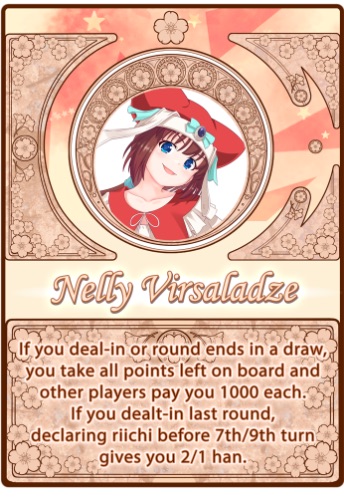 Nelly Virsaladze
If you deal-in or round ends in a draw,
you take all points left on board and
other players pay you 1000 each.
If you dealt-in last round,
declaring riichi before 7th/9th turn
gives you 2/1 han.